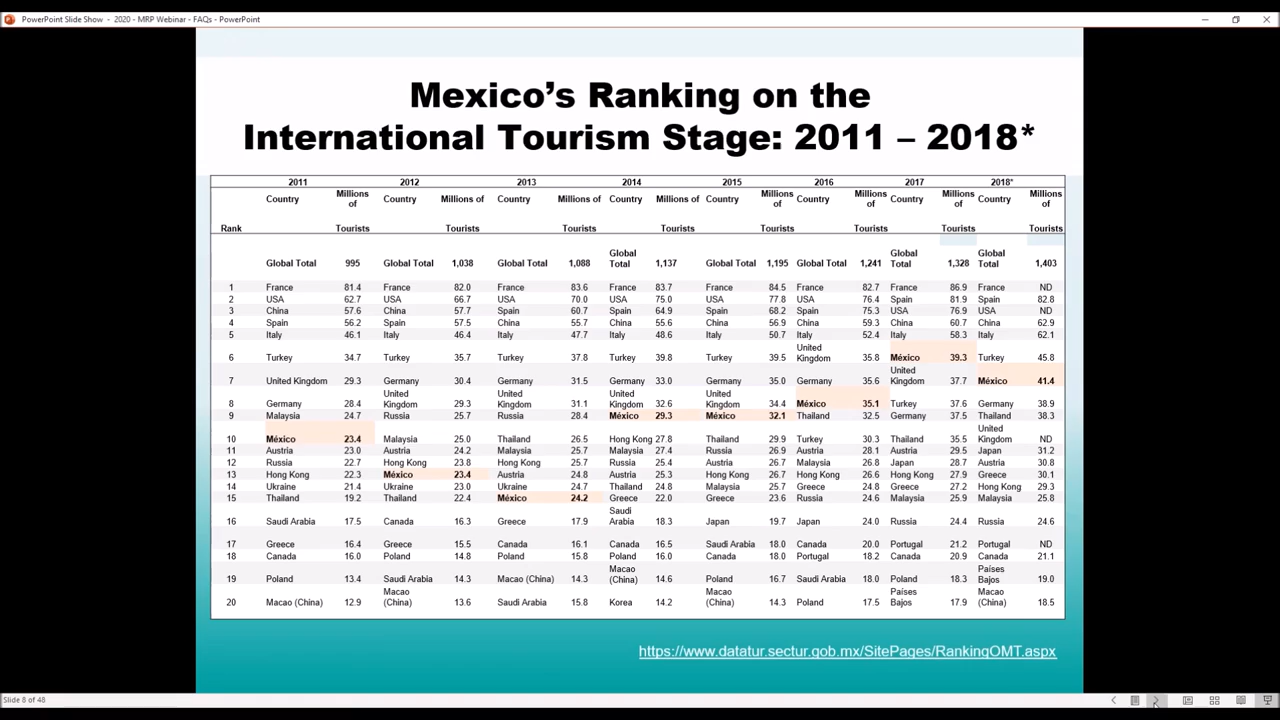 PowerPoint Slide Show - 2020 - MRP Webinar - FAQs - PowerPoint
Mexico's Ranking on the
International Tourism Stage: 2011 – 2018*
2011 2012 2013 2014 2015 2016 2017 2018*
Rank Country Millions of Tourists Country Millions of Tourists Country Millions of Tourists Country Millions of Tourists Country Millions of Tourists Country Millions of Tourists Country Millions of Tourists Country Millions of Tourists
Global Total 995 Global Total 1,038 Global Total 1,088 Global Total 1,137 Global Total 1,195 Global Total 1,241 Global Total 1,328 Global Total 1,403
1 France 81.4 France 82.0 France 83.6 France 83.7 France 84.5 France 82.7 France 86.9 France ND
2 USA 62.7 USA 66.7 USA 70.0 USA 75.0 USA 77.8 USA 76.4 Spain 81.9 Spain 82.8
3 China 57.6 China 57.7 Spain 60.7 Spain 64.9 Spain 68.2 Spain 75.3 USA 76.9 USA ND
4 Spain 56.2 Spain 57.5 China 55.7 China 55.6 China 56.9 China 59.3 China 60.7 China 62.9
5 Italy 46.1 Italy 46.4 Italy 47.7 Italy 48.6 Italy 50.7 Italy 52.4 Italy 58.3 Italy 62.1
6 Turkey 34.7 Turkey 35.7 Turkey 37.8 Turkey 39.8 Turkey 39.5 United Kingdom 35.8 México 39.3 Turkey 45.8
7 United Kingdom 29.3 Germany 30.4 Germany 31.5 Germany 33.0 Germany 35.0 Germany 35.6 United Kingdom 37.7 México 41.4
8 Germany 28.4 United Kingdom 29.3 United Kingdom 31.1 United Kingdom 32.6 United Kingdom 34.4 México 35.1 Turkey 37.6 Germany 38.9
9 Malaysia 24.7 Russia 25.7 Russia 28.4 México 29.3 México 32.1 Thailand 32.5 Germany 37.5 Thailand 38.3
10 México 23.4 Malaysia 25.0 Thailand 26.5 Hong Kong 27.8 Thailand 29.9 Turkey 30.3 Thailand 35.5 United Kingdom ND
11 Austria 23.0 Austria 24.2 Malaysia 25.7 Malaysia 27.4 Russia 26.9 Austria 28.1 Austria 29.5 Japan 31.2
12 Russia 22.7 Hong Kong 23.8 Hong Kong 25.7 Russia 25.4 Austria 26.7 Malaysia 26.8 Japan 28.7 Austria 30.8
13 Hong Kong 22.3 México 23.4 Austria 24.8 Austria 25.3 Hong Kong 26.7 Hong Kong 26.6 Hong Kong 27.9 Greece 30.1
14 Ukraine 21.4 Ukraine 23.0 Ukraine 24.7 Thailand 24.8 Malaysia 25.7 Greece 24.8 Greece 27.2 Hong Kong 29.3
15 Thailand 19.2 Thailand 22.4 México 24.2 Greece 22.0 Greece 23.6 Russia 24.6 Malaysia 25.9 Malaysia 25.8
16 Saudi Arabia 17.5 Canada 16.3 Greece 17.9 Saudi Arabia 18.3 Japan 19.7 Japan 24.0 Russia 24.4 Russia 24.6
17 Greece 16.4 Greece 15.5 Canada 16.1 Canada 16.5 Saudi Arabia 18.0 Canada 20.0 Portugal 21.2 Portugal ND
18 Canada 16.0 Poland 14.8 Poland 15.8 Poland 16.0 Canada 18.0 Portugal 18.2 Canada 20.9 Canada 21.1
19 Poland 13.4 Saudi Arabia 14.3 Macao (China) 14.3 Macao (China) 14.6 Poland 16.7 Saudi Arabia 18.0 Poland 18.3 Países Bajos 19.0
20 Macao (China) 12.9 Macao (China) 13.6 Saudi Arabia 15.8 Korea 14.2 Macao (China) 14.3 Poland 17.5 Países Bajos 17.9 Macao (China) 18.5
https://www.datatur.sectur.gob.mx/SitePages/RankingOMT.aspx
Slide 8 of 48